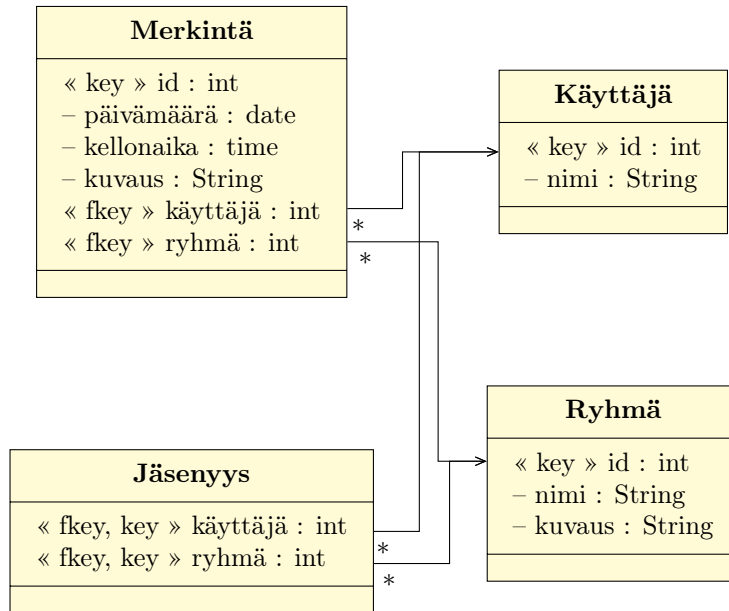 Merkintä
« key » id : int
– päivämäärä : date
– kellonaika : time
– kuvaus : String
« fkey » käyttäjä : int
« fkey » ryhmä : int
*
*
Käyttäjä
« key » id : int
– nimi : String
Jäsenyys
« fkey, key » käyttäjä : int
« fkey, key » ryhmä : int
*
*
Ryhmä
« key » id : int
– nimi : String
– kuvaus : String